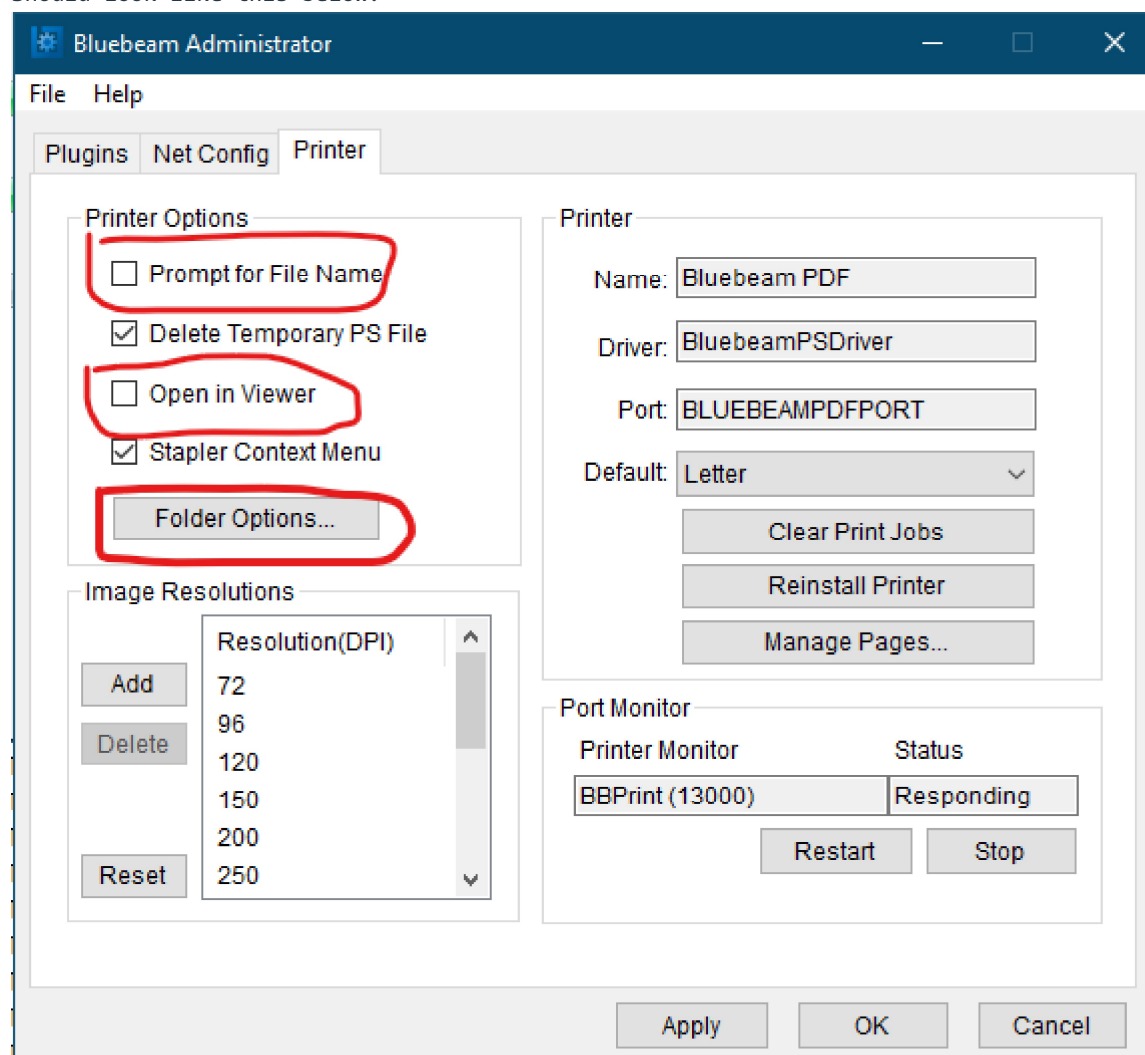 Bluebeam Administrator
File Help
Plugins Net Config Printer
Printer Options
Prompt for File Name
Delete Temporary PS File
Open in Viewer
Stapler Context Menu
Folder Options...
Image Resolutions
Resolution(DPI)
Add
Delete
Reset
72
96
120
150
200
250
Printer
Name: Bluebeam PDF
Driver: BluebeamPSDriver
Port: BLUEBEAMPDFPORT
Default: Letter
Clear Print Jobs
Reinstall Printer
Manage Pages...
Port Monitor
Printer Monitor Status
BBPrint (13000) Responding
Restart Stop
Apply OK Cancel